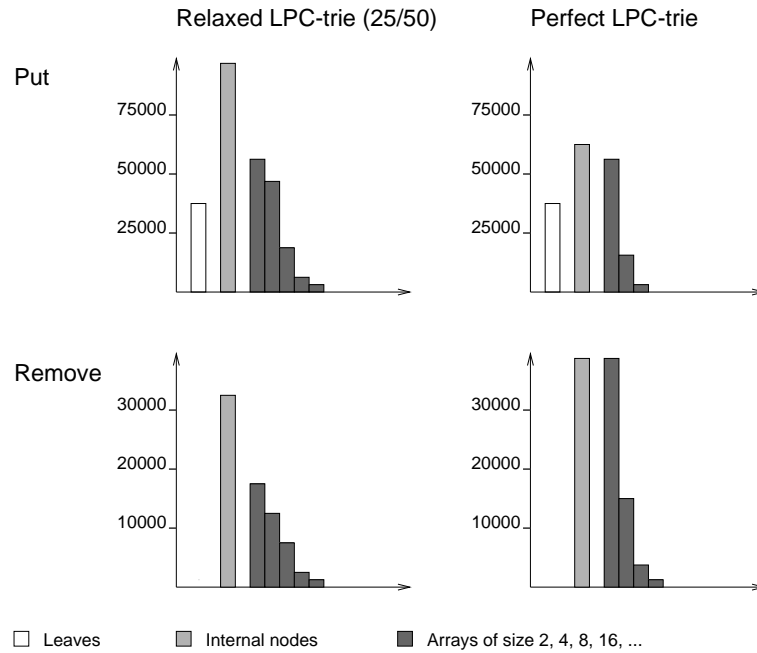 Relaxed LPC-trie (25/50) Perfect LPC-trie
Put
75000 75000
50000 50000
25000 25000
Remove
30000 30000
20000 20000
10000 10000
Leaves Internal nodes Arrays of size 2, 4, 8, 16, ...